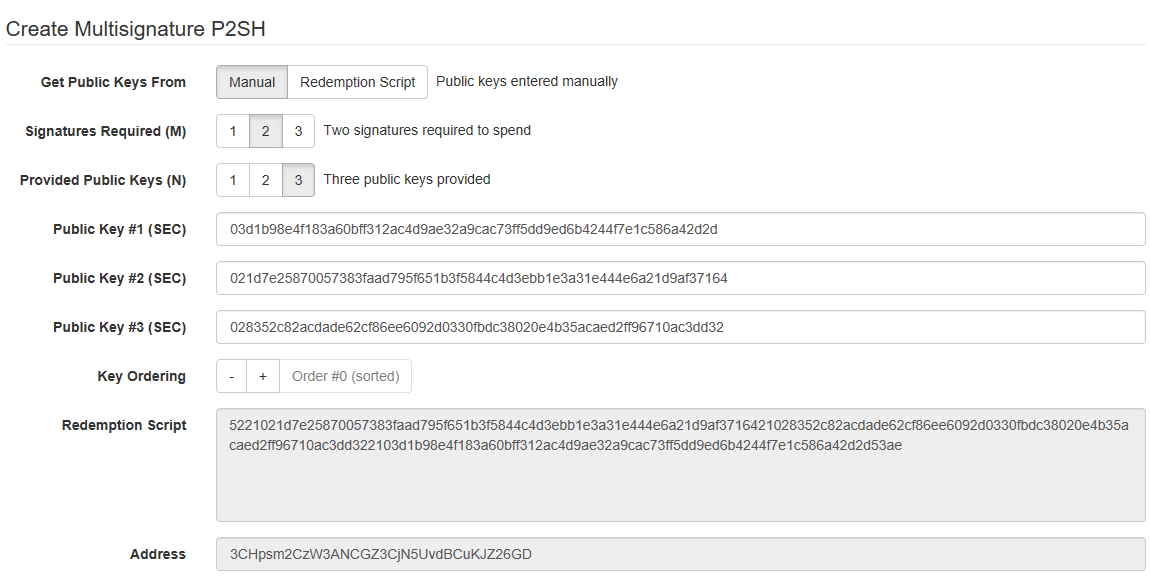 Create Multisignature P2SH
Get Public Keys From Manual Redemption Script Public keys entered manually
Signatures Required (M) 1 2 3 Two signatures required to spend
Provided Public Keys (N) 1 2 3 Three public keys provided
Public Key #1 (SEC) 03d1b98e4f183a60bff312ac4d9ae32a9cac73ff5dd9ed6b4244f7e1c586a42d2d
Public Key #2 (SEC) 021d7e25870057383faad795f651b3f5844c4d3ebb1e3a31e444e6a21d9af37164
Public Key #3 (SEC) 028352c82acdade62cf86ee6092d0330fbdc38020e4b35acaed2ff96710ac3dd32
Key Ordering - + Order #0 (sorted)
Redemption Script 5221021d7e25870057383faad795f651b3f5844c4d3ebb1e3a31e444e6a21d9af3716421028352c82acdade62cf86ee6092d0330fbdc38020e4b35a
caed2ff96710ac3dd322103d1b98e4f183a60bff312ac4d9ae32a9cac73ff5dd9ed6b4244f7e1c586a42d2d53ae
Address 3CHpsm2CzW3ANCGZ3CjN5UvdBCuKJZ26GD